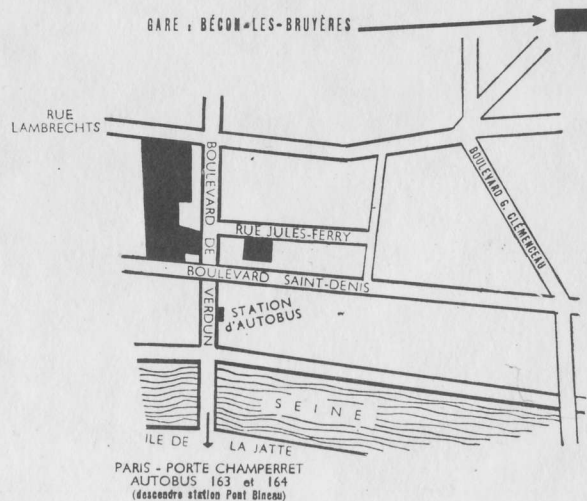 GARE : BÉCON-LES-BRUYÈRES
RUE
LAMBRECHTS
BOULEVARD DE VERDUN
BOULEVARD G. CLÉMENCEAU
RUE JULES-FERRY
BOULEVARD SAINT-DENIS
STATION
d'AUTOBUS
SEINE
ILE DE LA JATTE
PARIS - PORTE CHAMPERRET
AUTOBUS 163 et 164
(descendre station Pont Bineau)